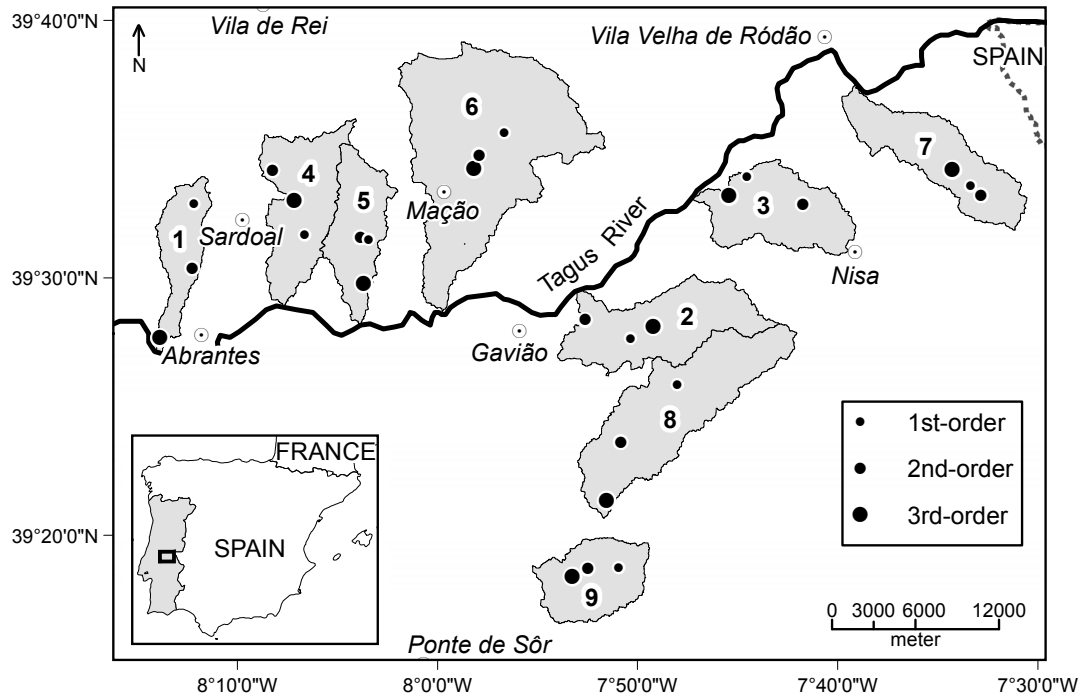 39°40'0"N
Vila de Rei
Vila Velha de Ródão
SPAIN
N
6
7
4
5
3
1
Sardoal
Mação
Tagus River
Nisa
39°30'0"N
2
Abrantes
Gavião
8
1st-order
2nd-order
3rd-order
FRANCE
SPAIN
39°20'0"N
9
0 3000 6000 12000
meter
Ponte de Sôr
8°10'0"W 8°0'0"W 7°50'0"W 7°40'0"W 7°30'0"W